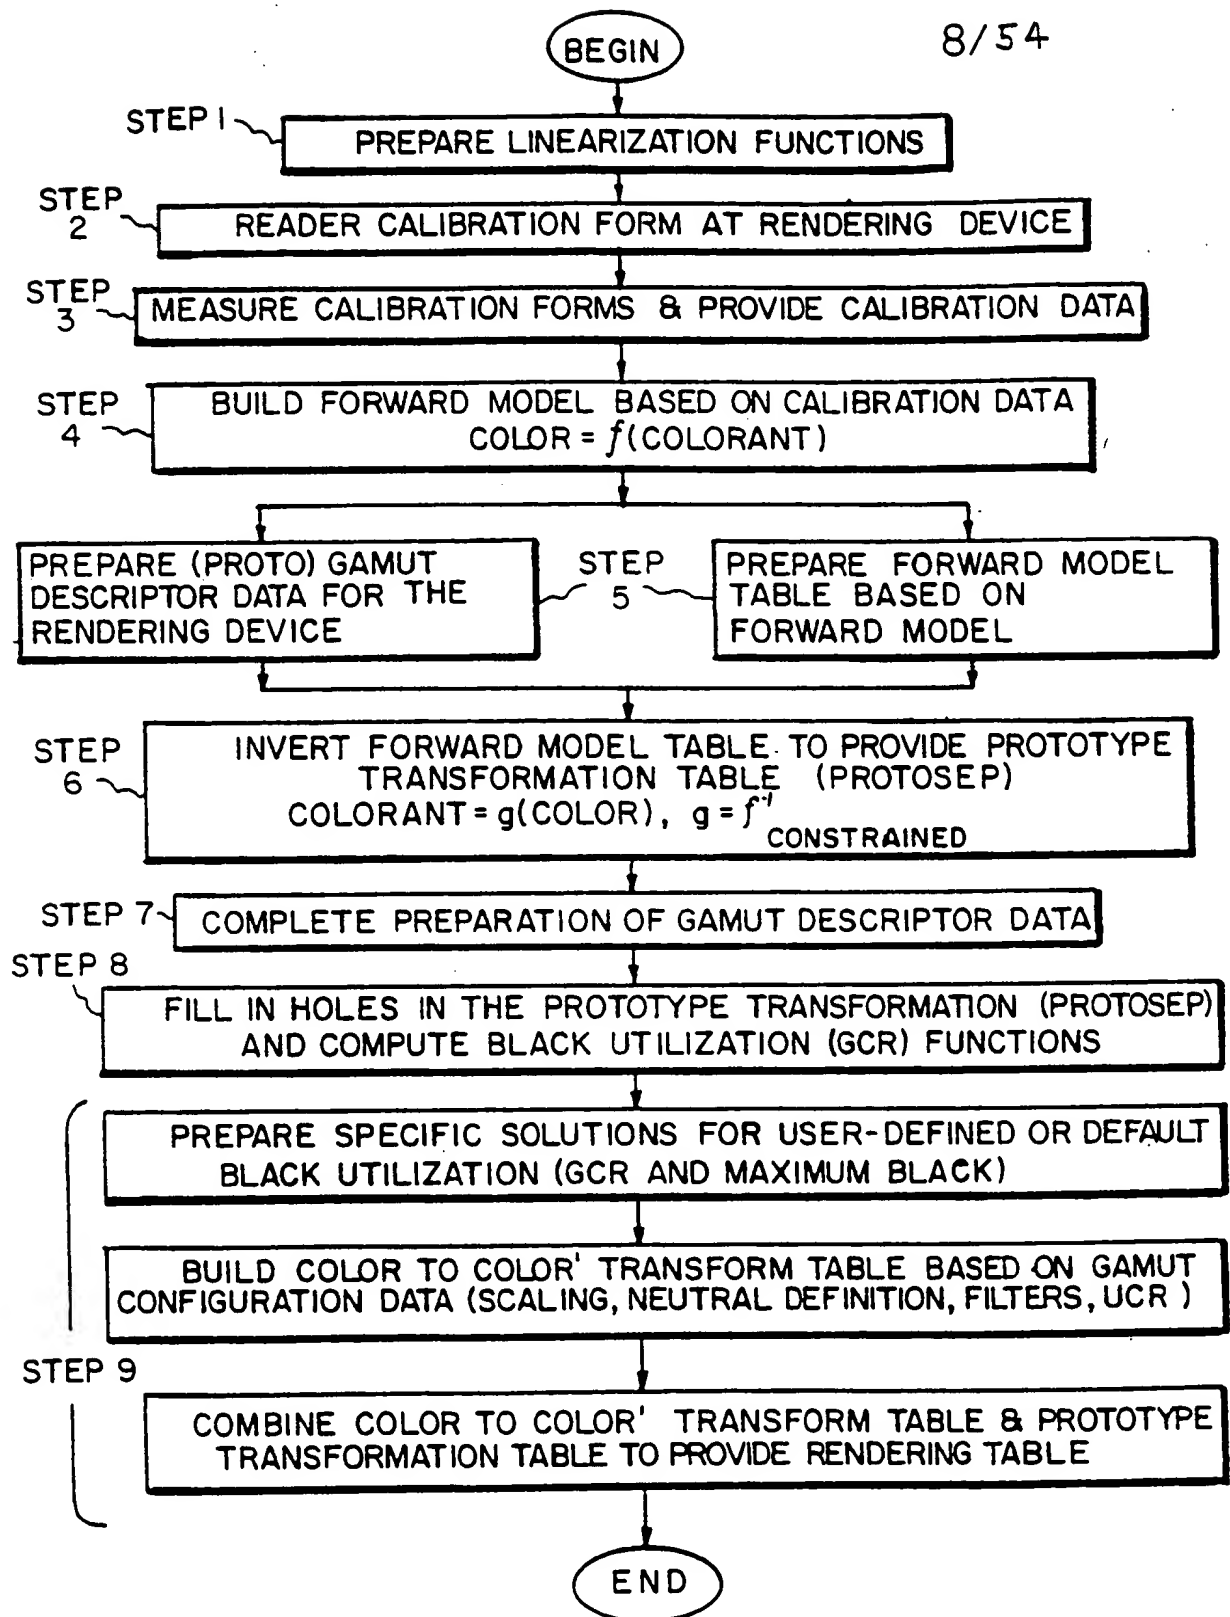 8/54
BEGIN
STEP 1
PREPARE LINEARIZATION FUNCTIONS
STEP
2
READER CALIBRATION FORM AT RENDERING DEVICE
STEP
3
MEASURE CALIBRATION FORMS & PROVIDE CALIBRATION DATA
STEP
4
BUILD FORWARD MODEL BASED ON CALIBRATION DATA
COLOR = f(COLORANT)
PREPARE (PROTO) GAMUT
DESCRIPTOR DATA FOR THE
RENDERING DEVICE
STEP
5
PREPARE FORWARD MODEL
TABLE BASED ON
FORWARD MODEL
STEP
6
INVERT FORWARD MODEL TABLE TO PROVIDE PROTOTYPE
TRANSFORMATION TABLE (PROTOSEP)
COLORANT = g(COLOR), g = f⁻¹
CONSTRAINED
STEP 7
COMPLETE PREPARATION OF GAMUT DESCRIPTOR DATA
STEP 8
FILL IN HOLES IN THE PROTOTYPE TRANSFORMATION (PROTOSEP)
AND COMPUTE BLACK UTILIZATION (GCR) FUNCTIONS
PREPARE SPECIFIC SOLUTIONS FOR USER-DEFINED OR DEFAULT
BLACK UTILIZATION (GCR AND MAXIMUM BLACK)
BUILD COLOR TO COLOR' TRANSFORM TABLE BASED ON GAMUT
CONFIGURATION DATA (SCALING, NEUTRAL DEFINITION, FILTERS, UCR )
STEP 9
COMBINE COLOR TO COLOR' TRANSFORM TABLE & PROTOTYPE
TRANSFORMATION TABLE TO PROVIDE RENDERING TABLE
END